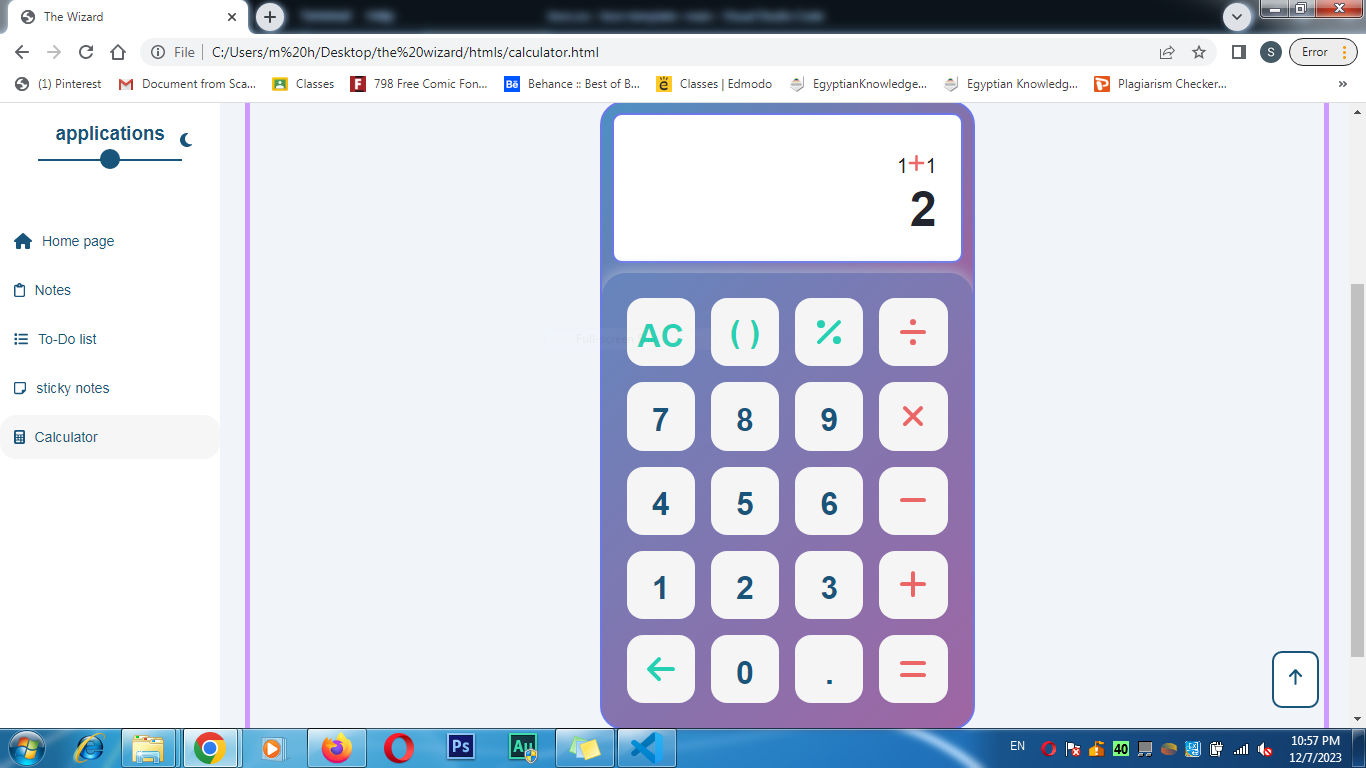 The Wizard
File
C:/Users/m%20h/Desktop/the%20wizard/htmls/calculator.html
S
Error
(1) Pinterest
Document from Sca...
Classes
798 Free Comic Fon...
Bē Behance :: Best of B...
Classes | Edmodo
EgyptianKnowledge...
Egyptian Knowledg...
Plagiarism Checker...
»
applications
Home page
Notes
To-Do list
sticky notes
Calculator
1+1
2
AC ( ) % ÷
7 8 9 ×
4 5 6 −
1 2 3 +
← 0 . =
Ps
Au
EN
40
10:57 PM
12/7/2023